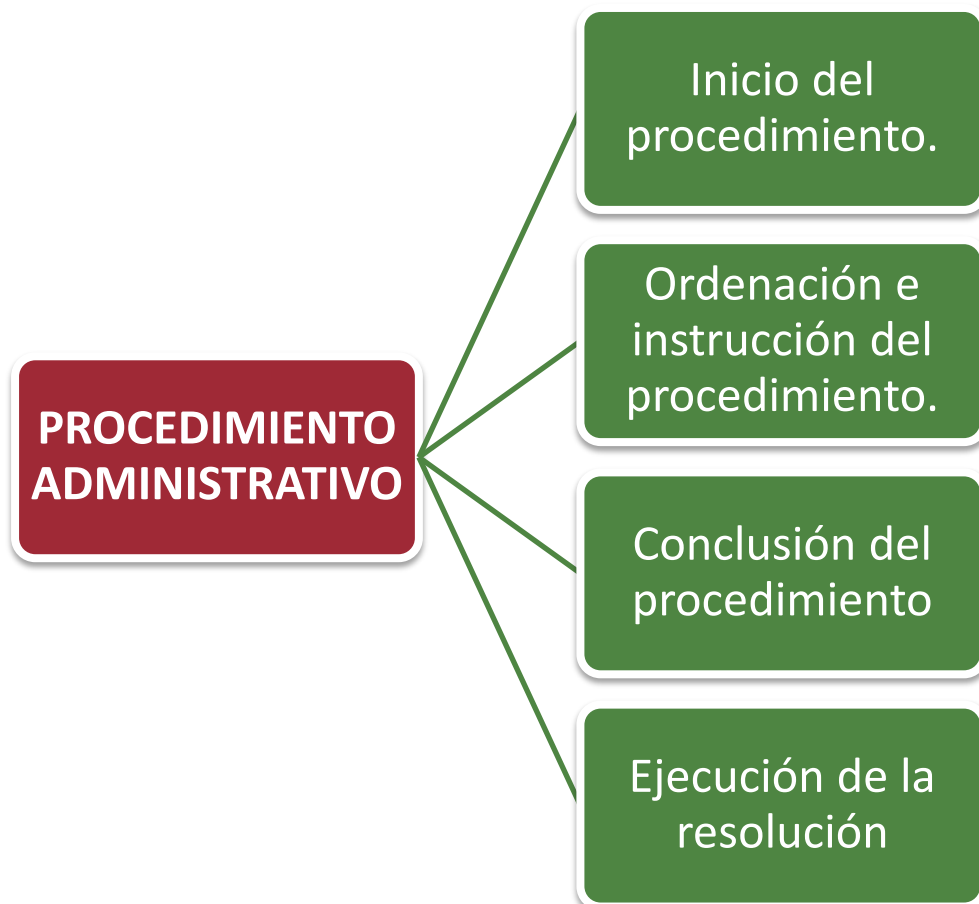 Inicio del
procedimiento.
Ordenación e
instrucción del
procedimiento.
PROCEDIMIENTO
ADMINISTRATIVO
Conclusión del
procedimiento
Ejecución de la
resolución